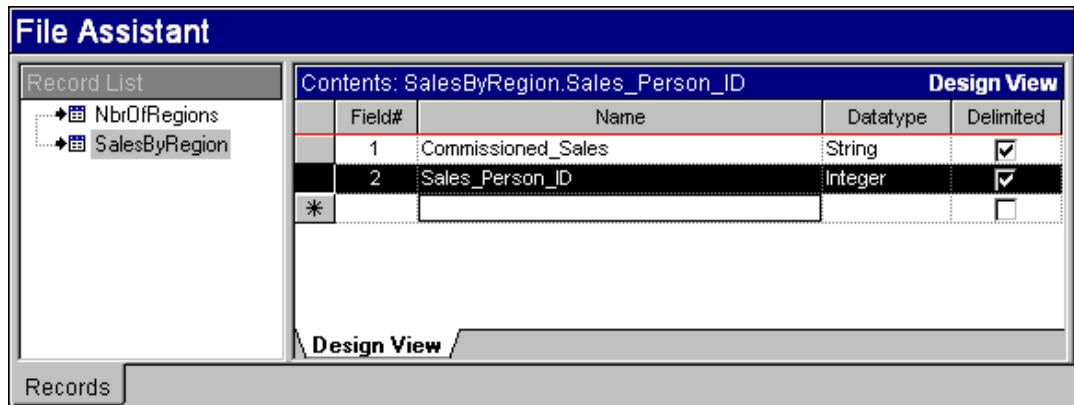 File Assistant
Record List
NbrOfRegions
SalesByRegion
Contents: SalesByRegion.Sales_Person_ID Design View
Field# Name Datatype Delimited
1 Commissioned_Sales String
2 Sales_Person_ID Integer
Design View
Records